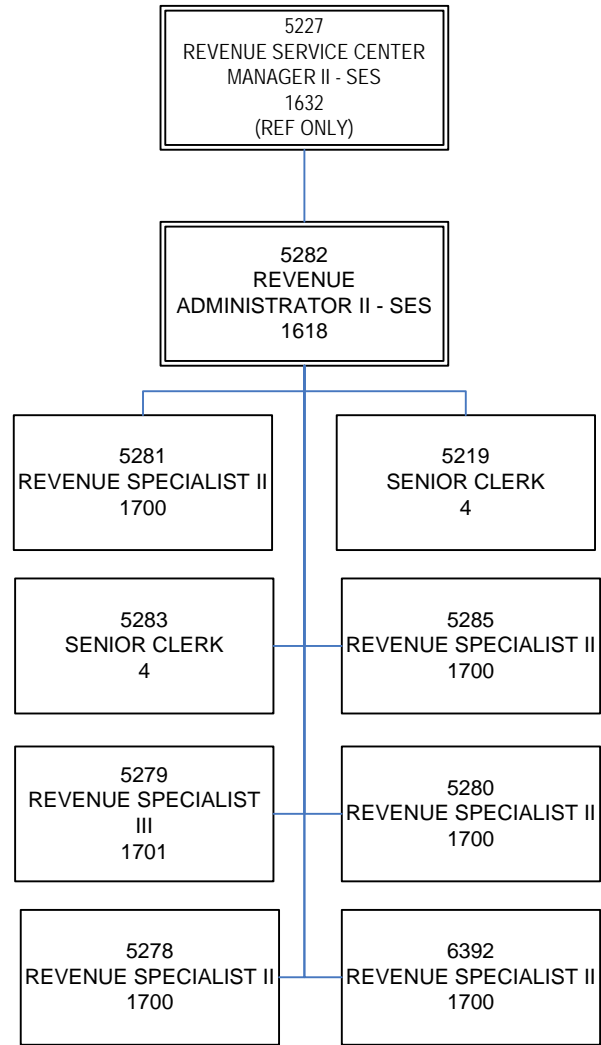 5227
REVENUE SERVICE CENTER
MANAGER II - SES
1632
(REF ONLY)
5282
REVENUE
ADMINISTRATOR II - SES
1618
5281
REVENUE SPECIALIST II
1700
5219
SENIOR CLERK
4
5283
SENIOR CLERK
4
5285
REVENUE SPECIALIST II
1700
5279
REVENUE SPECIALIST
III
1701
5280
REVENUE SPECIALIST II
1700
5278
REVENUE SPECIALIST II
1700
6392
REVENUE SPECIALIST II
1700